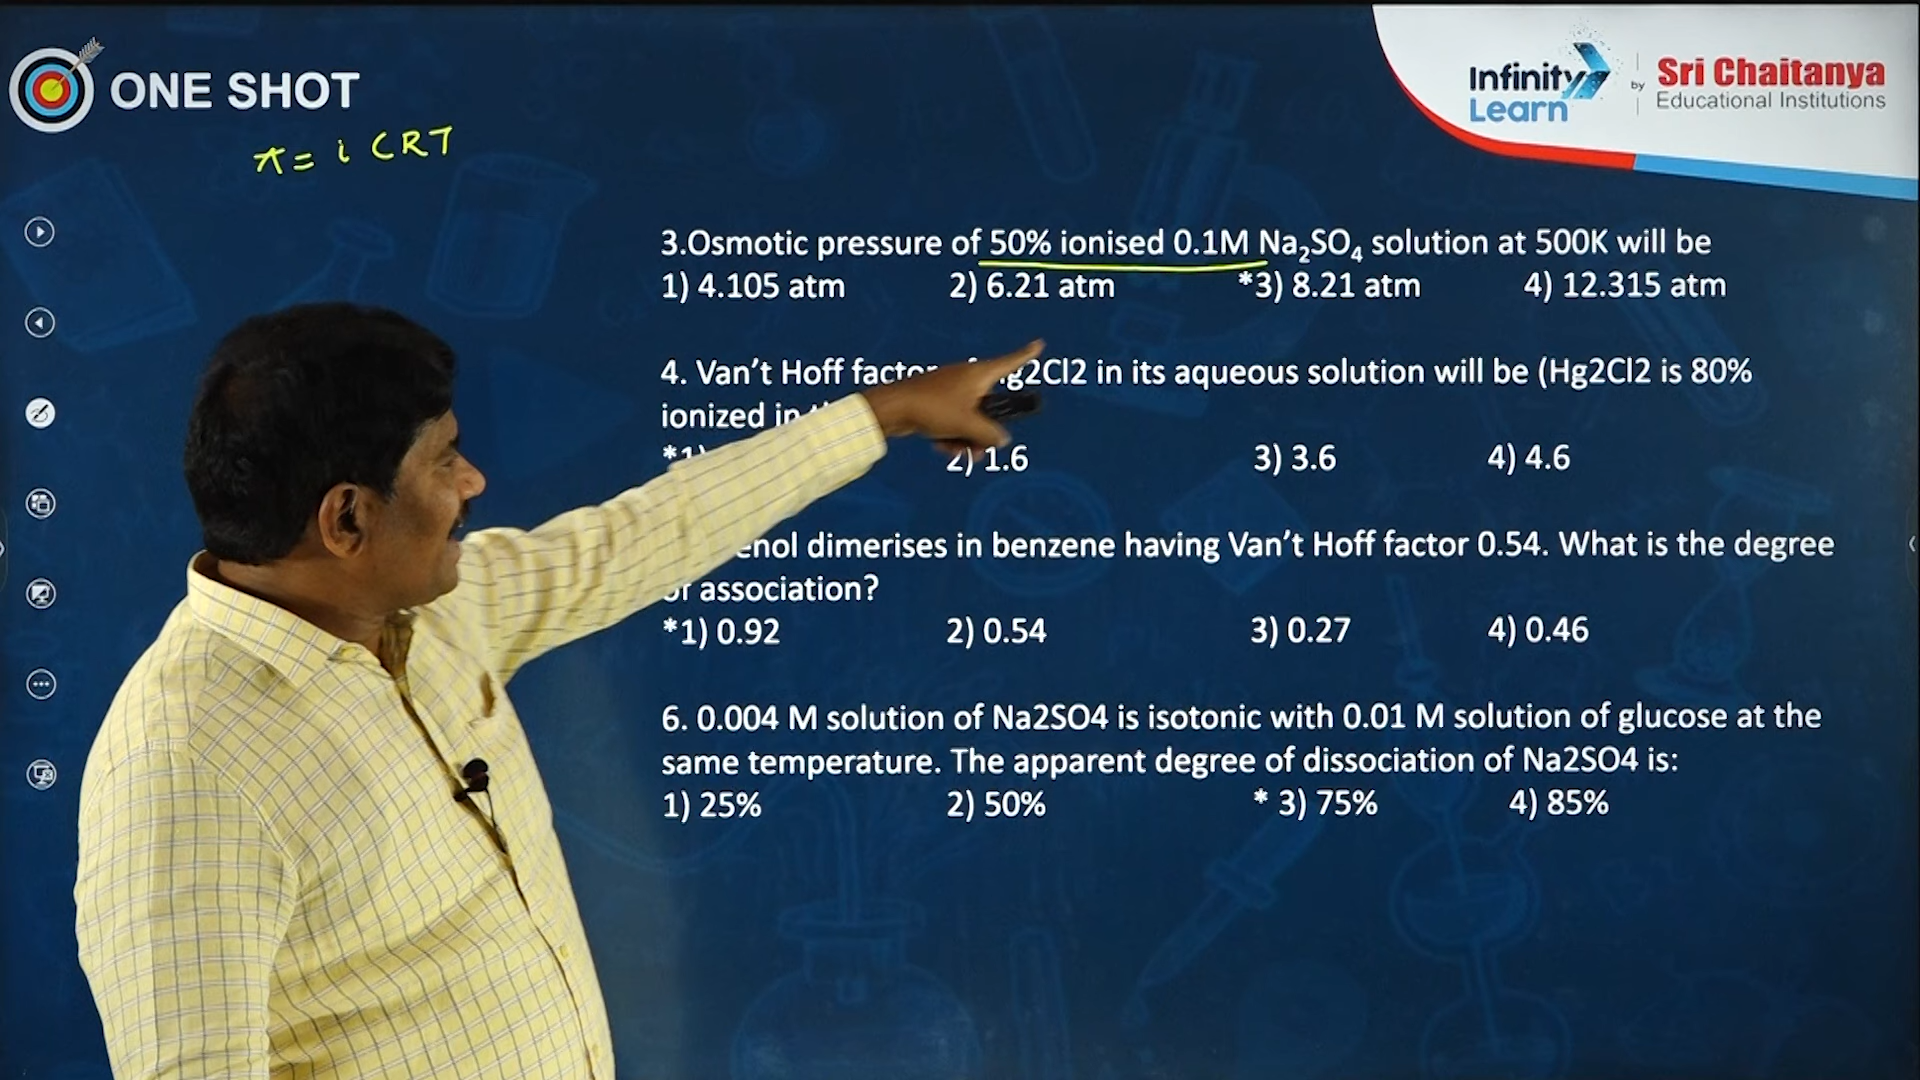 ONE SHOT
π = i CRT
Infinity
Learn
by
Sri Chaitanya
Educational Institutions
3.Osmotic pressure of 50% ionised 0.1M Na₂SO₄ solution at 500K will be
1) 4.105 atm 2) 6.21 atm *3) 8.21 atm 4) 12.315 atm
4. Van’t Hoff factor g2Cl2 in its aqueous solution will be (Hg2Cl2 is 80%
ionized in
*1) 2) 1.6 3) 3.6 4) 4.6
enol dimerises in benzene having Van’t Hoff factor 0.54. What is the degree
of association?
*1) 0.92 2) 0.54 3) 0.27 4) 0.46
6. 0.004 M solution of Na2SO4 is isotonic with 0.01 M solution of glucose at the
same temperature. The apparent degree of dissociation of Na2SO4 is:
1) 25% 2) 50% * 3) 75% 4) 85%